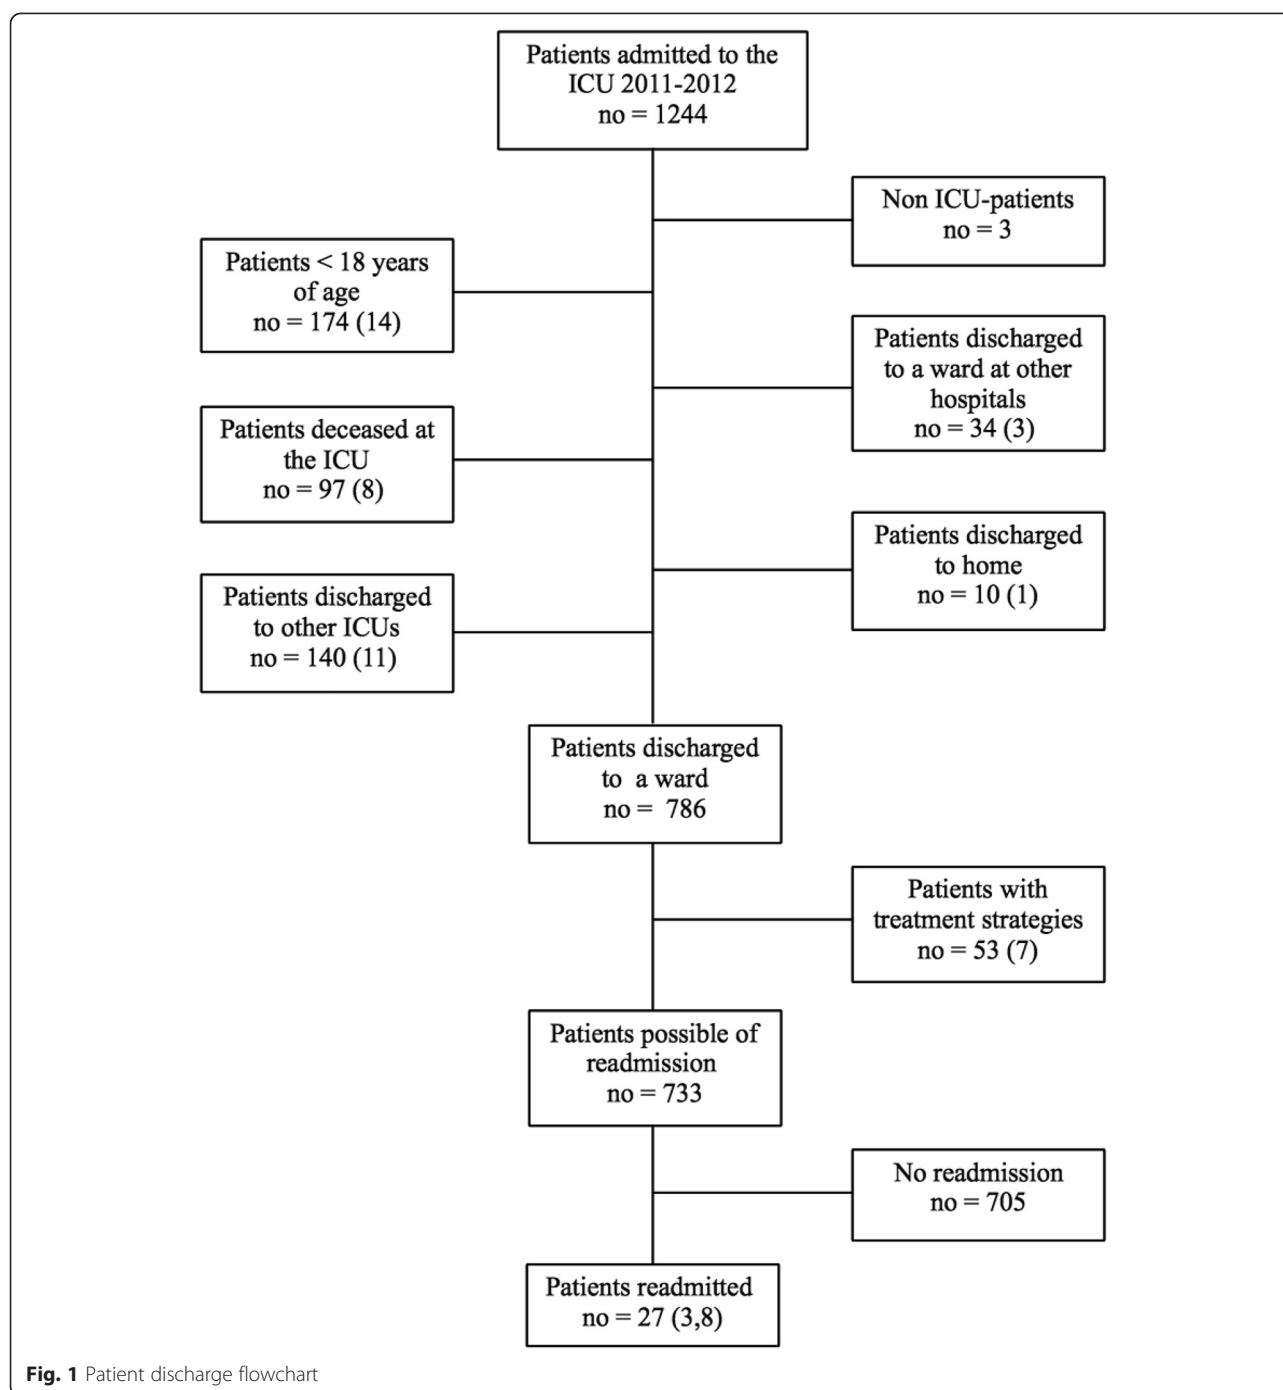 Patients admitted to the
ICU 2011-2012
no = 1244
Non ICU-patients
no = 3
Patients < 18 years
of age
no = 174 (14)
Patients discharged
to a ward at other
hospitals
no = 34 (3)
Patients deceased at
the ICU
no = 97 (8)
Patients discharged
to home
no = 10 (1)
Patients discharged
to other ICUs
no = 140 (11)
Patients discharged
to a ward
no = 786
Patients with
treatment strategies
no = 53 (7)
Patients possible of
readmission
no = 733
No readmission
no = 705
Patients readmitted
no = 27 (3,8)
Fig. 1 Patient discharge flowchart